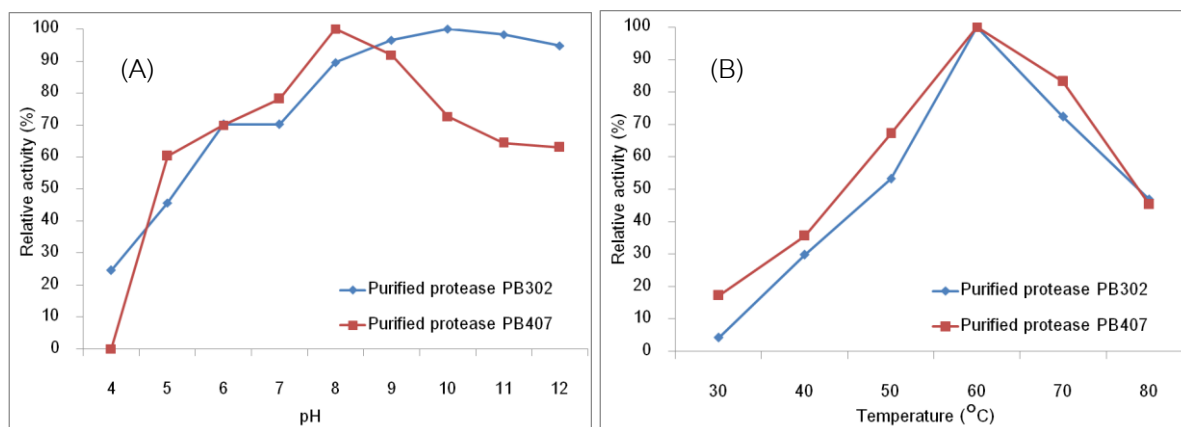 (A)
Relative activity (%)
100
90
80
70
60
50
40
30
20
10
0
Purified protease PB302
Purified protease PB407
4 5 6 7 8 9 10 11 12
pH
(B)
Relative activity (%)
100
90
80
70
60
50
40
30
20
10
0
Purified protease PB302
Purified protease PB407
30 40 50 60 70 80
Temperature (°C)